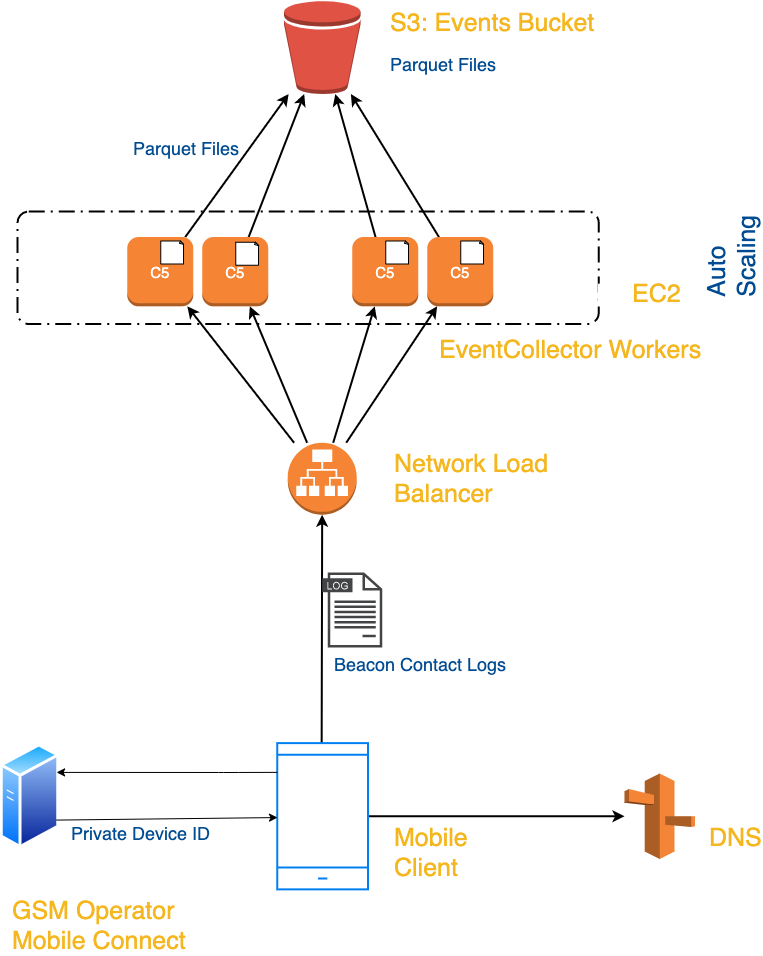 S3: Events Bucket
Parquet Files
Parquet Files
C5
C5
C5
C5
Auto
Scaling
EC2
EventCollector Workers
Network Load
Balancer
LOG
Beacon Contact Logs
Private Device ID
Mobile
Client
DNS
GSM Operator
Mobile Connect